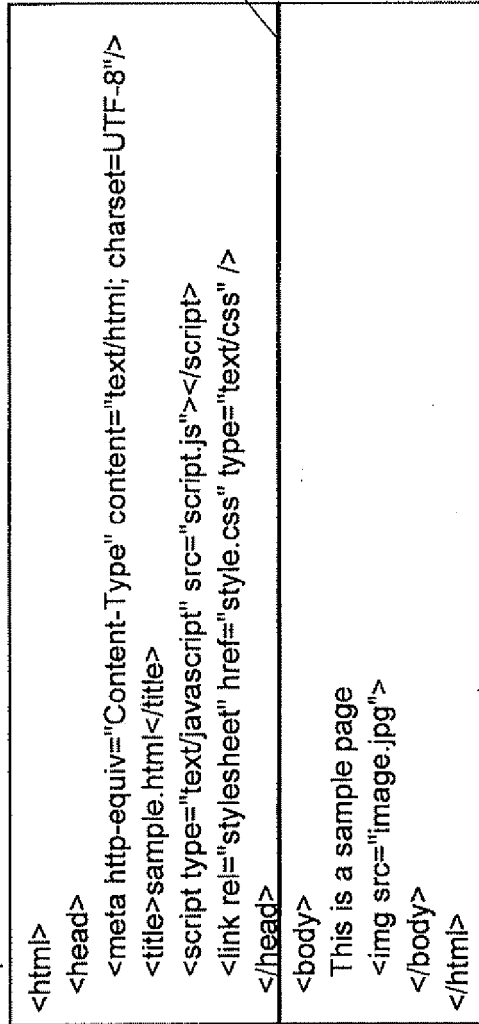 <html>
<head>
<meta http-equiv="Content-Type" content="text/html; charset=UTF-8"/>
<title>sample.html</title>
<script type="text/javascript" src="script.js"></script>
<link rel="stylesheet" href="style.css" type="text/css" />
</head>
<body>
This is a sample page
<img src="image.jpg">
</body>
</html>